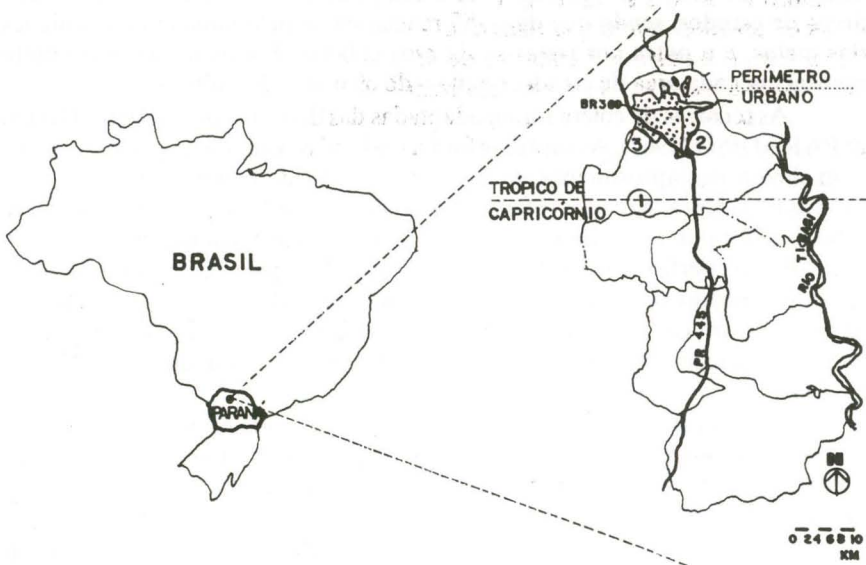 BRASIL
PARANÁ
PERÍMETRO
URBANO
BR369
3
2
TRÓPICO DE
CAPRICÓRNIO
1
RIO TIBAGI
PR 445
N
0 2 4 6 8 10
KM